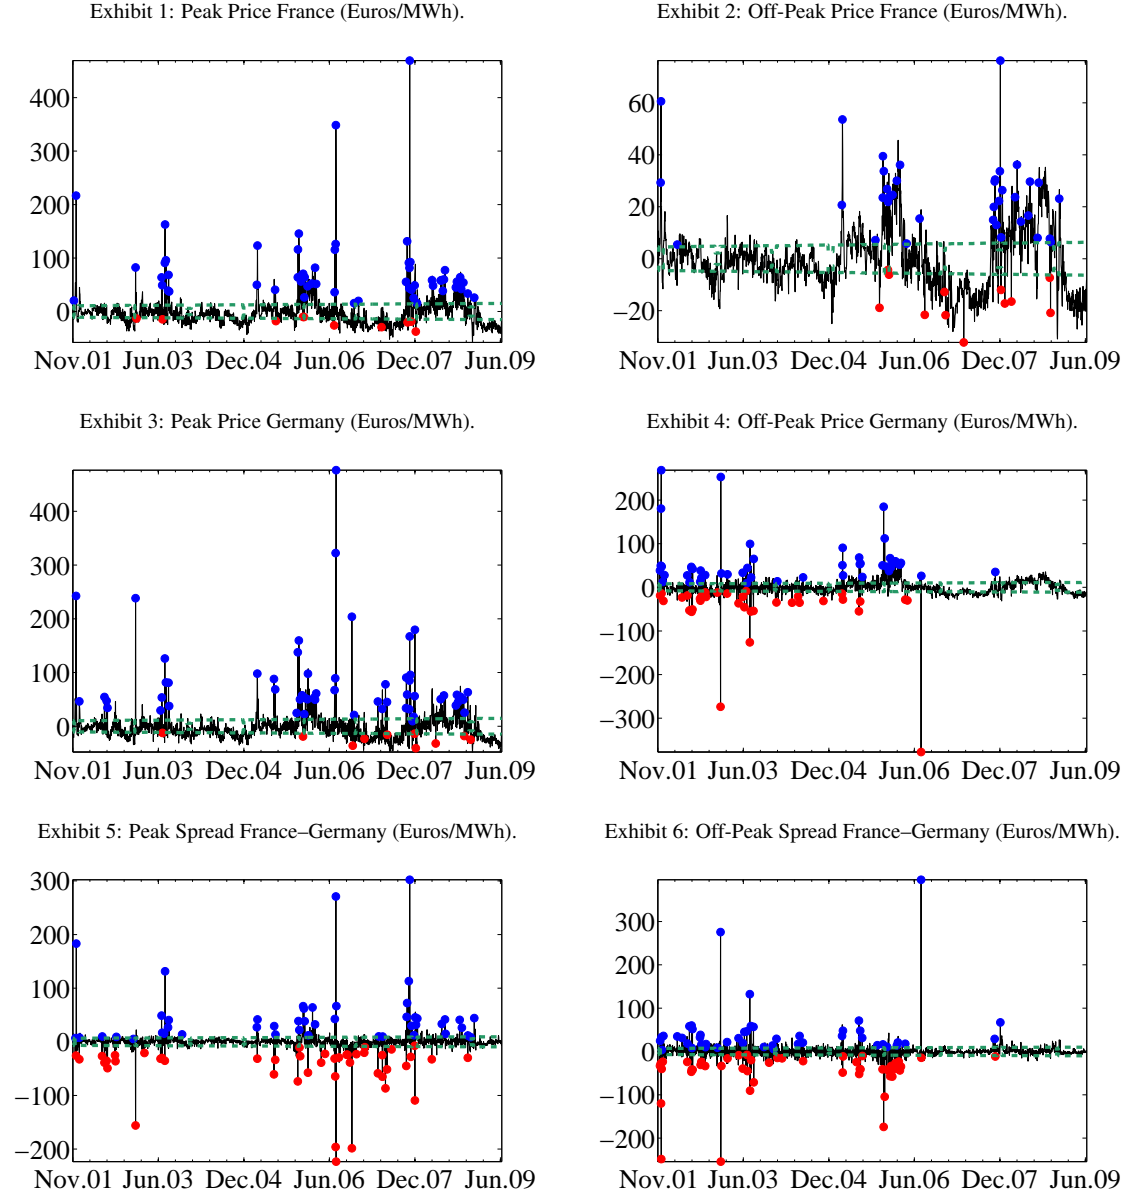 Exhibit 1: Peak Price France (Euros/MWh).
400
300
200
100
0
Nov.01 Jun.03 Dec.04 Jun.06 Dec.07 Jun.09
Exhibit 2: Off-Peak Price France (Euros/MWh).
60
40
20
0
−20
Nov.01 Jun.03 Dec.04 Jun.06 Dec.07 Jun.09
Exhibit 3: Peak Price Germany (Euros/MWh).
400
300
200
100
0
Nov.01 Jun.03 Dec.04 Jun.06 Dec.07 Jun.09
Exhibit 4: Off-Peak Price Germany (Euros/MWh).
200
100
0
−100
−200
−300
Nov.01 Jun.03 Dec.04 Jun.06 Dec.07 Jun.09
Exhibit 5: Peak Spread France–Germany (Euros/MWh).
300
200
100
0
−100
−200
Nov.01 Jun.03 Dec.04 Jun.06 Dec.07 Jun.09
Exhibit 6: Off-Peak Spread France–Germany (Euros/MWh).
300
200
100
0
−100
−200
Nov.01 Jun.03 Dec.04 Jun.06 Dec.07 Jun.09